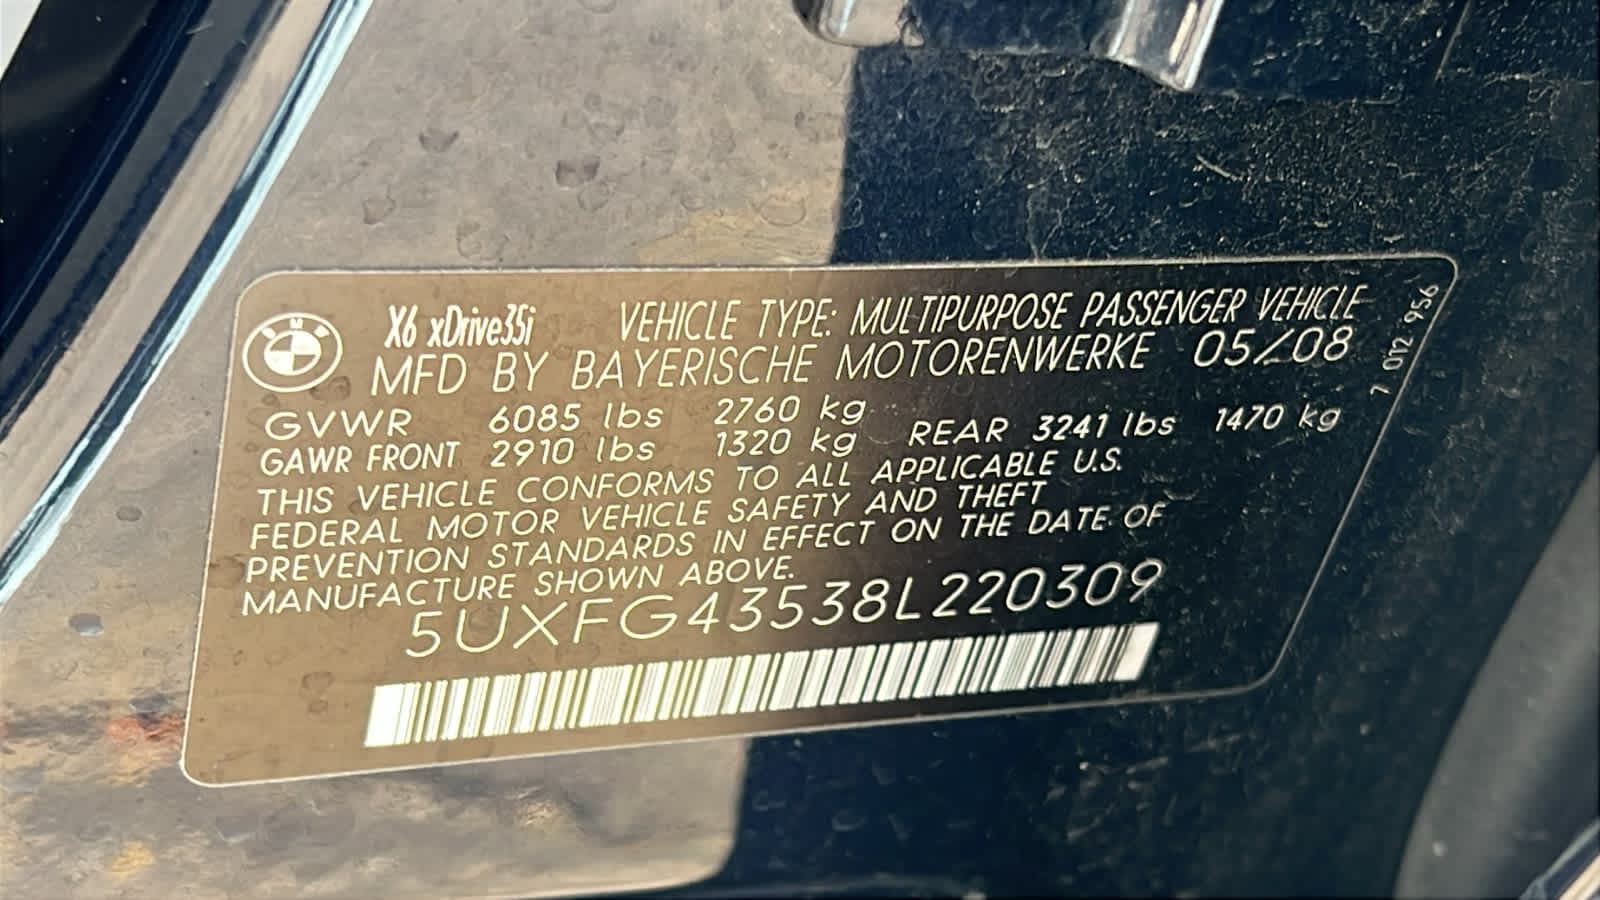 X6 xDrive35i VEHICLE TYPE: MULTIPURPOSE PASSENGER VEHICLE
MFD BY BAYERISCHE MOTORENWERKE 05/08
GVWR 6085 lbs 2760 kg
GAWR FRONT 2910 lbs 1320 kg REAR 3241 lbs 1470 kg
THIS VEHICLE CONFORMS TO ALL APPLICABLE U.S.
FEDERAL MOTOR VEHICLE SAFETY AND THEFT
PREVENTION STANDARDS IN EFFECT ON THE DATE OF
MANUFACTURE SHOWN ABOVE.
5UXFG43538L220309
7 012 956
BMW